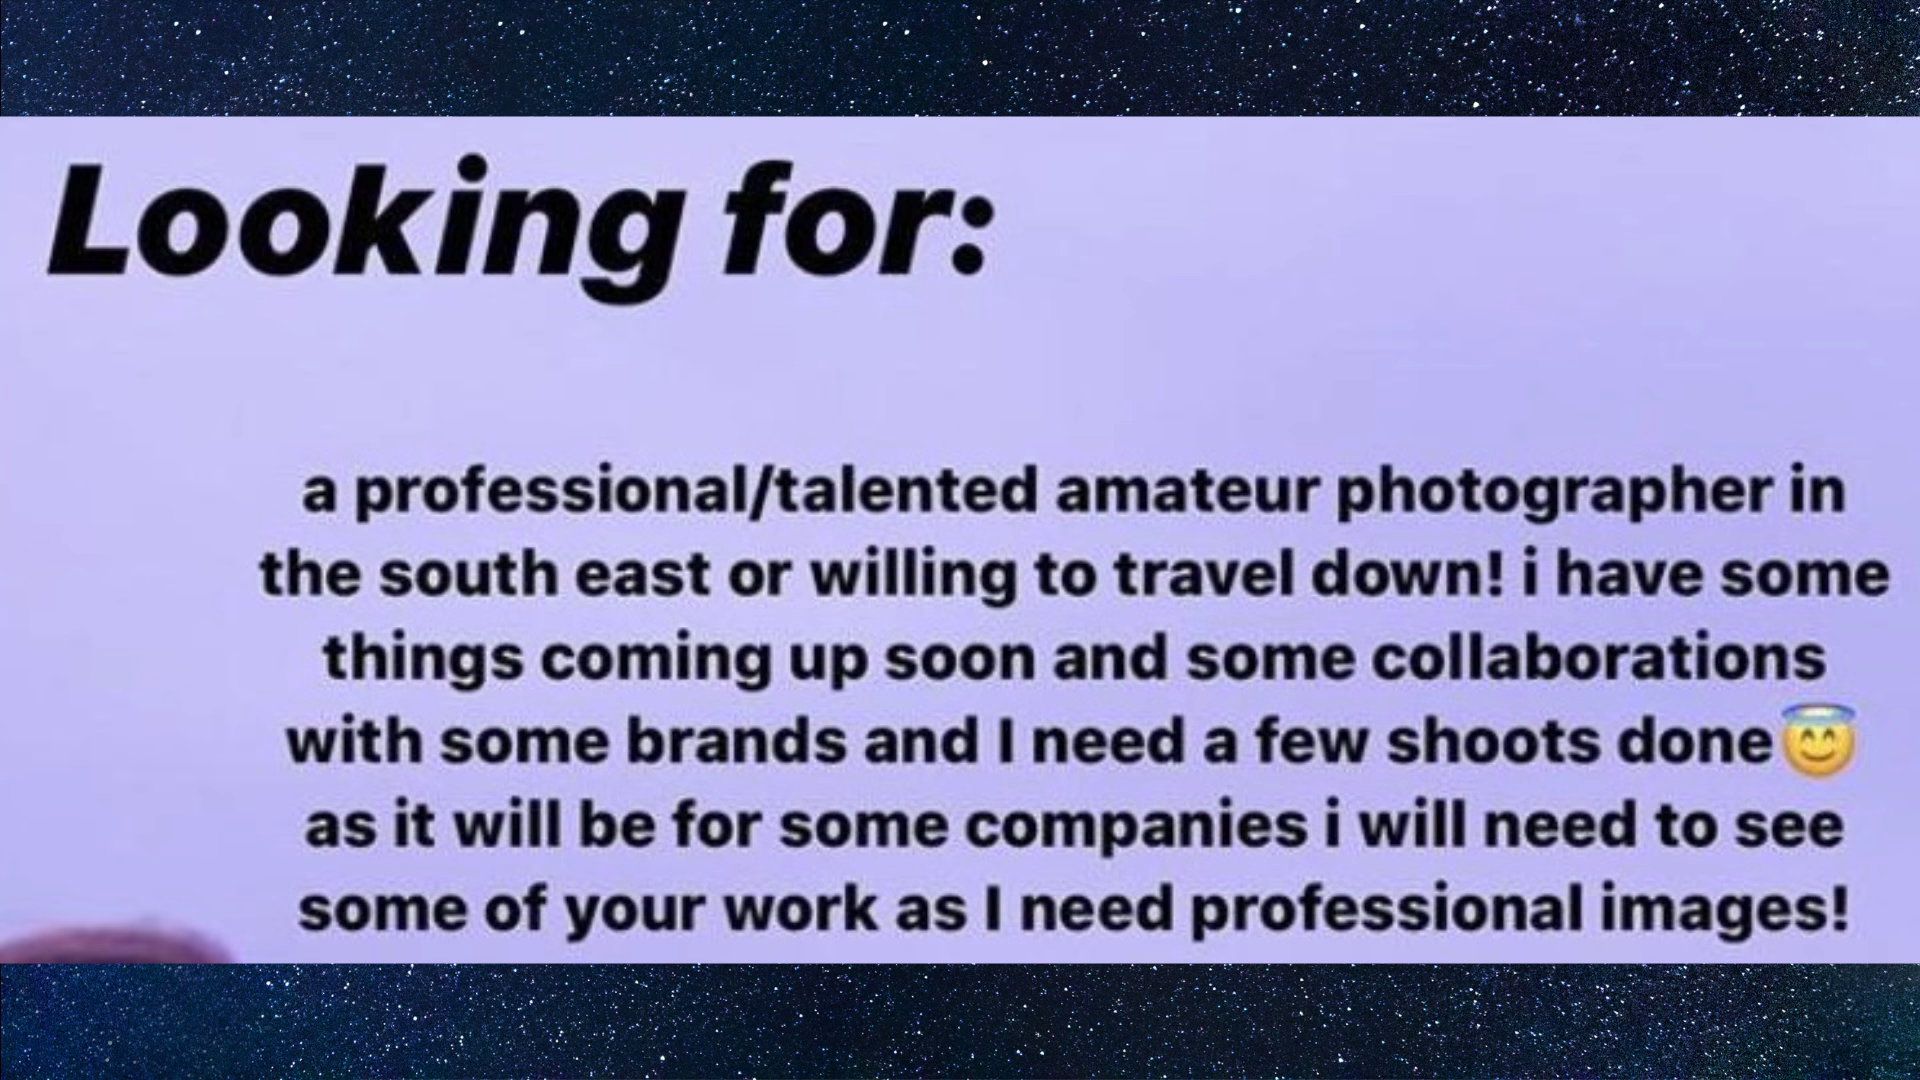 Looking for:
a professional/talented amateur photographer in
the south east or willing to travel down! i have some
things coming up soon and some collaborations
with some brands and I need a few shoots done😇
as it will be for some companies i will need to see
some of your work as I need professional images!